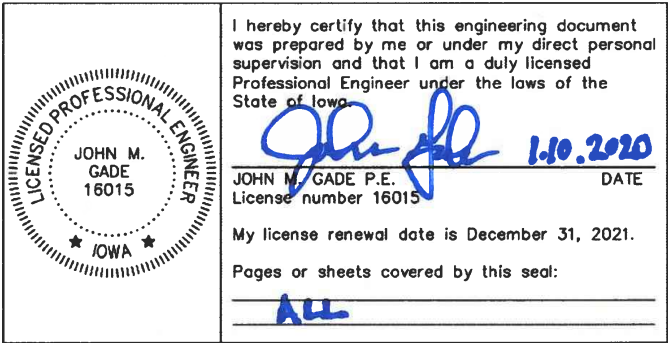 LICENSED PROFESSIONAL ENGINEER
JOHN M.
GADE
16015
★ IOWA ★
I hereby certify that this engineering document
was prepared by me or under my direct personal
supervision and that I am a duly licensed
Professional Engineer under the laws of the
State of Iowa.
John Gade 1.10.2020
JOHN M. GADE P.E. DATE
License number 16015
My license renewal date is December 31, 2021.
Pages or sheets covered by this seal:
ALL